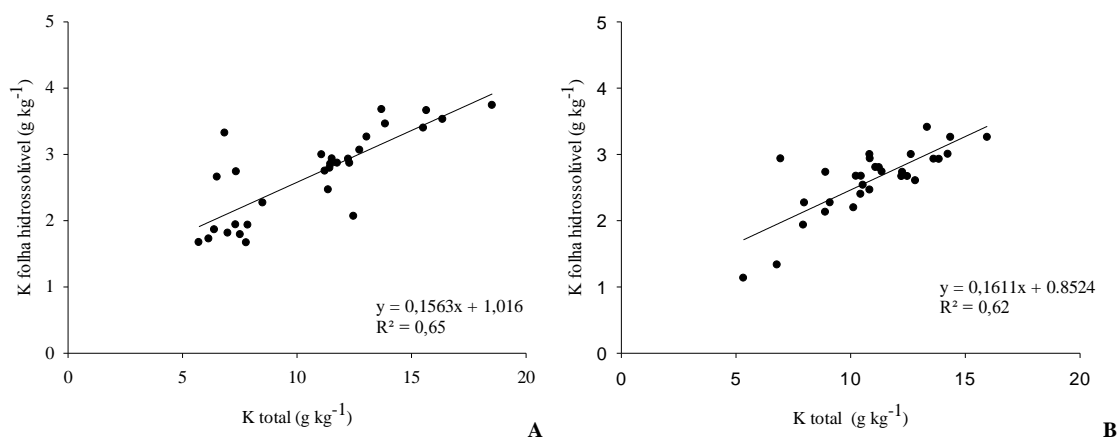 K folha hidrossolúvel (g kg⁻¹)
5
4
3
2
1
0
0
5
10
15
20
y = 0,1563x + 1,016
R² = 0,65
K total (g kg⁻¹)
A
K folha hidrossolúvel (g kg⁻¹)
5
4
3
2
1
0
0
5
10
15
20
y = 0,1611x + 0.8524
R² = 0,62
K total (g kg⁻¹)
B